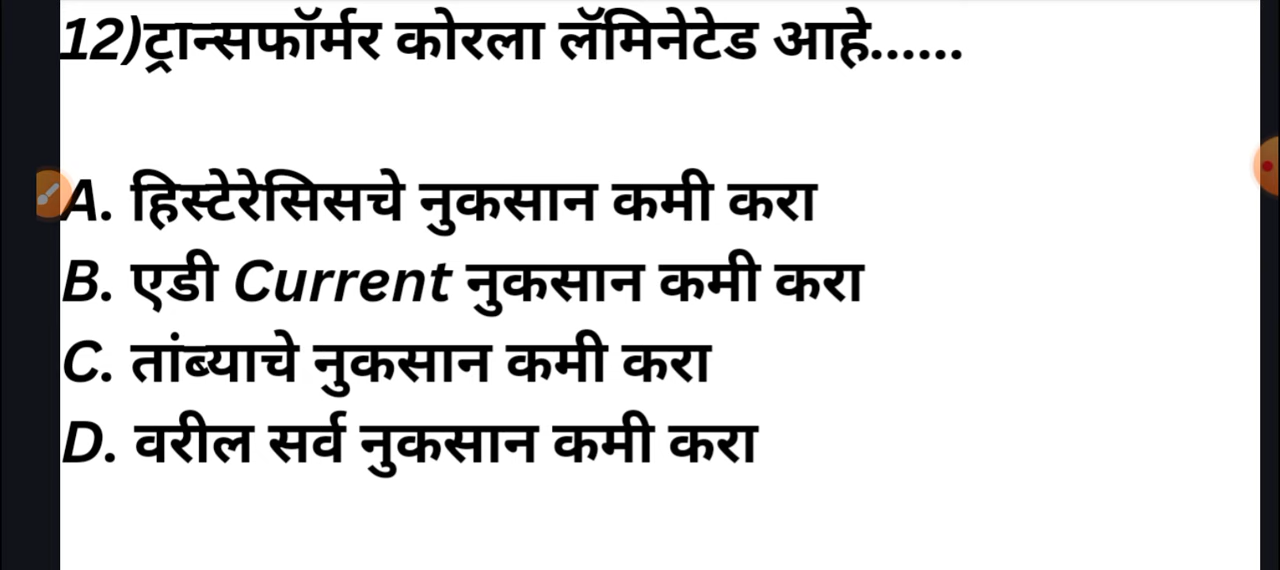 12)ट्रान्सफॉर्मर कोरला लॅमिनेटेड आहे......
A. हिस्टेरेसिसचे नुकसान कमी करा
B. एडी Current नुकसान कमी करा
C. तांब्याचे नुकसान कमी करा
D. वरील सर्व नुकसान कमी करा